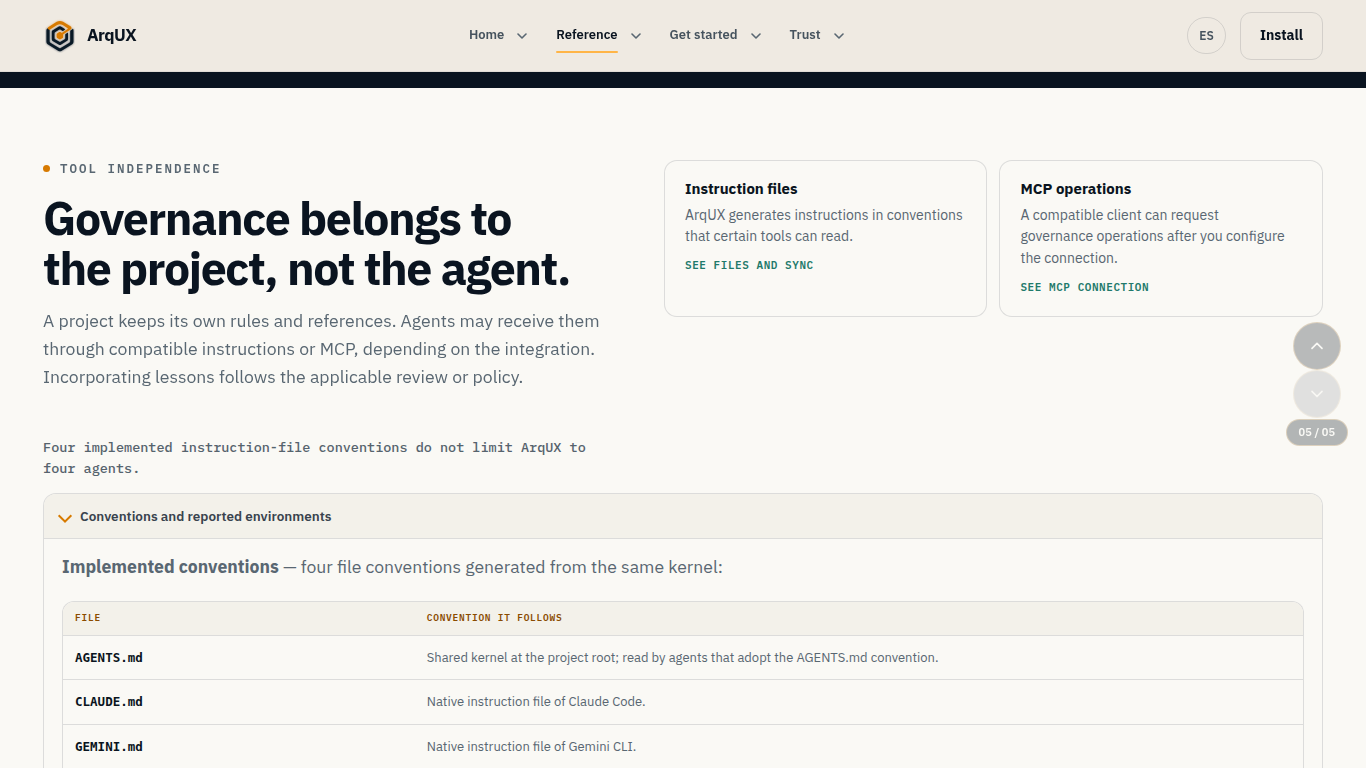 ArqUX
Home
Reference
Get started
Trust
ES
Install
TOOL INDEPENDENCE
Governance belongs to
the project, not the agent.
A project keeps its own rules and references. Agents may receive them
through compatible instructions or MCP, depending on the integration.
Incorporating lessons follows the applicable review or policy.
Four implemented instruction-file conventions do not limit ArqUX to
four agents.
Instruction files
ArqUX generates instructions in conventions
that certain tools can read.
SEE FILES AND SYNC
MCP operations
A compatible client can request
governance operations after you configure
the connection.
SEE MCP CONNECTION
05 / 05
Conventions and reported environments
Implemented conventions — four file conventions generated from the same kernel:
FILE
CONVENTION IT FOLLOWS
AGENTS.md
Shared kernel at the project root; read by agents that adopt the AGENTS.md convention.
CLAUDE.md
Native instruction file of Claude Code.
GEMINI.md
Native instruction file of Gemini CLI.